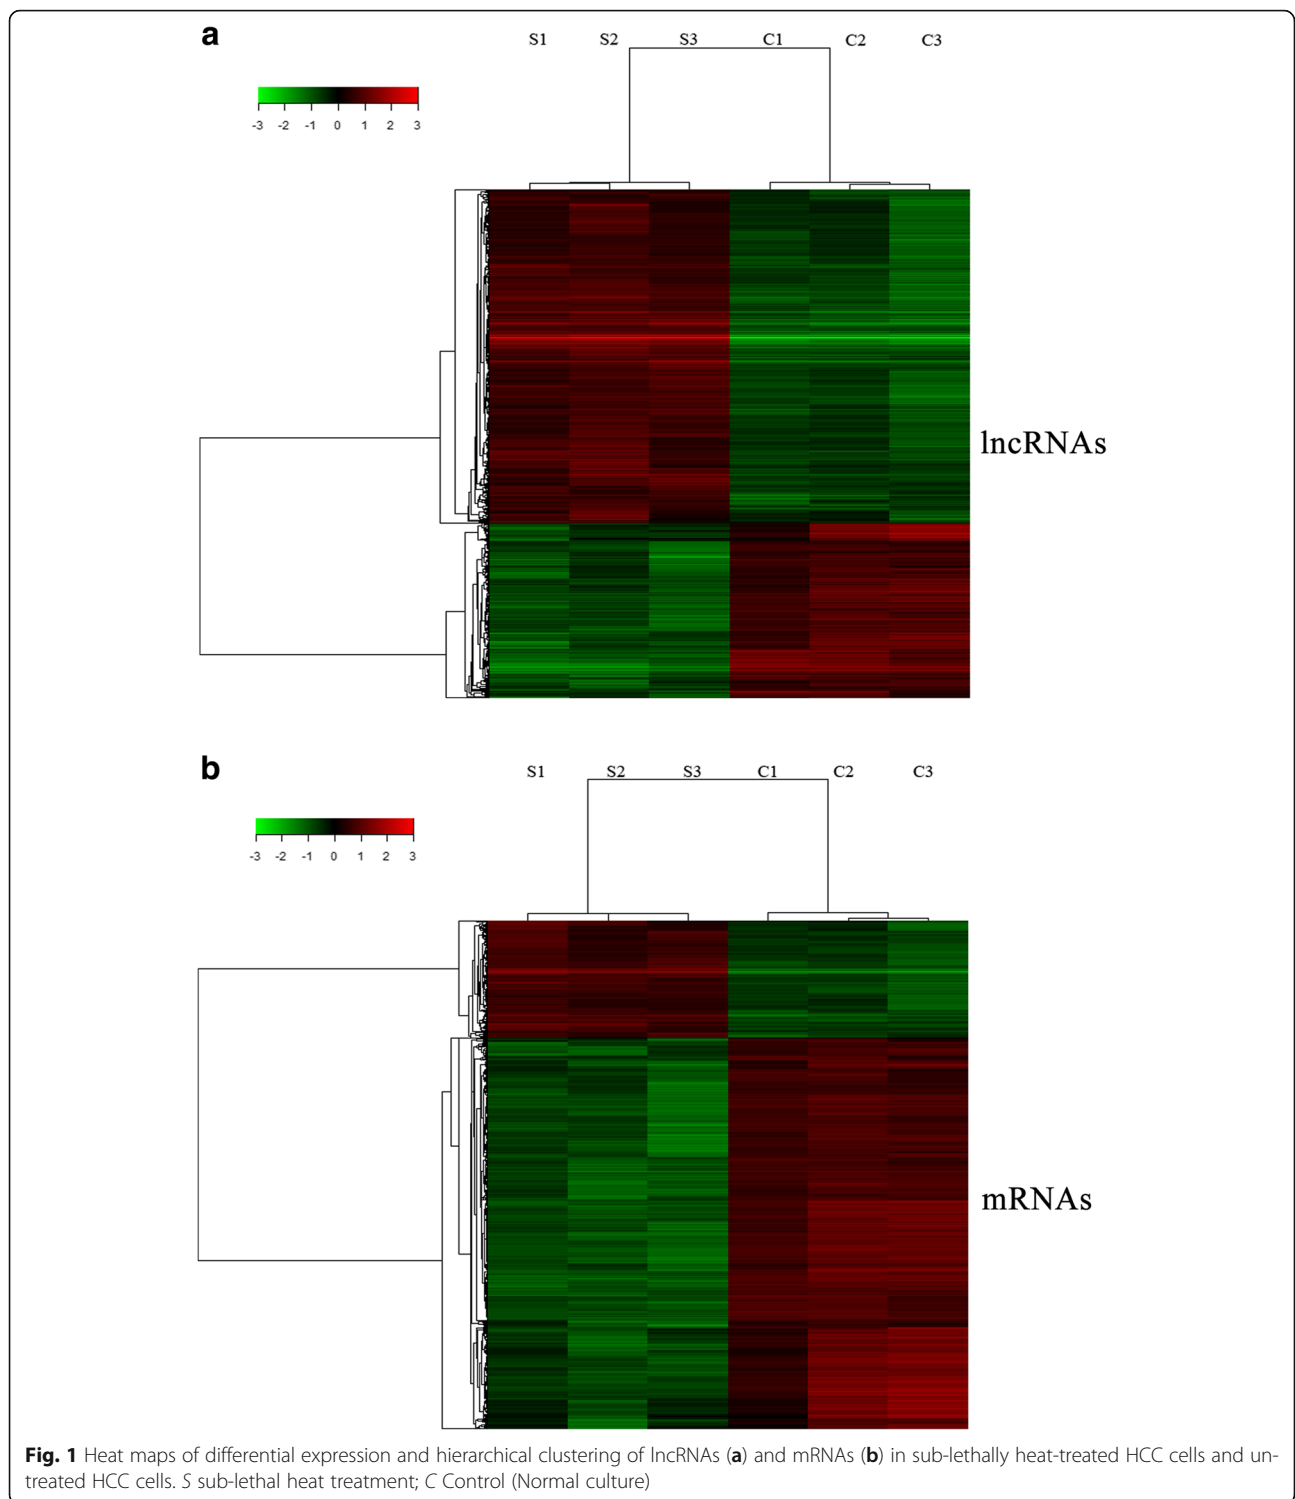 a
S1 S2 S3 C1 C2 C3
-3 -2 -1 0 1 2 3
lncRNAs
b
S1 S2 S3 C1 C2 C3
-3 -2 -1 0 1 2 3
mRNAs
Fig. 1 Heat maps of differential expression and hierarchical clustering of lncRNAs (a) and mRNAs (b) in sub-lethally heat-treated HCC cells and un-
treated HCC cells. S sub-lethal heat treatment; C Control (Normal culture)